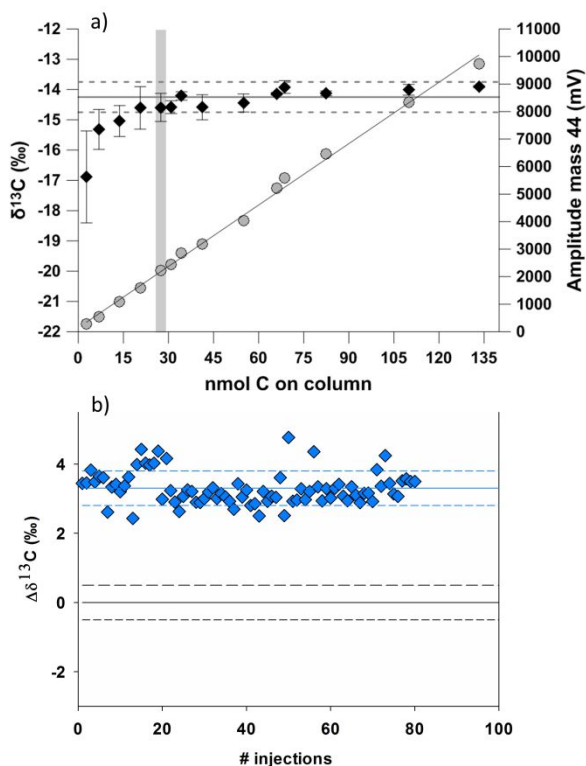 a)
-12 11000
-13 10000
-14 9000
-15 8000
-16 7000
-17 6000
-18 5000
-19 4000
-20 3000
-21 2000
-22 1000
0
δ13C (‰)
Amplitude mass 44 (mV)
0 15 30 45 60 75 90 105 120 135
nmol C on column
b)
4
2
0
-2
Δδ13C (‰)
0 20 40 60 80 100
# injections